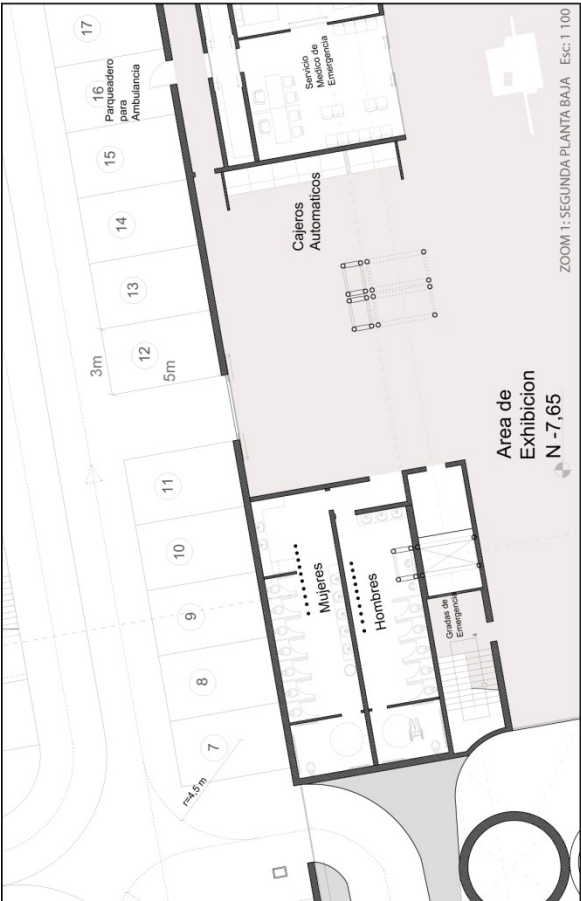 17
16
Parqueadero
para
Ambulancia
15
14
13
12
3m
5m
11
10
9
8
7
r=4,5 m
Servicio
Medico de
Emergencia
Cajeros
Automaticos
Mujeres
Hombres
Gradas de
Emergencia
Area de
Exhibicion
N -7,65
ZOOM 1: SEGUNDA PLANTA BAJA Esc: 1 100